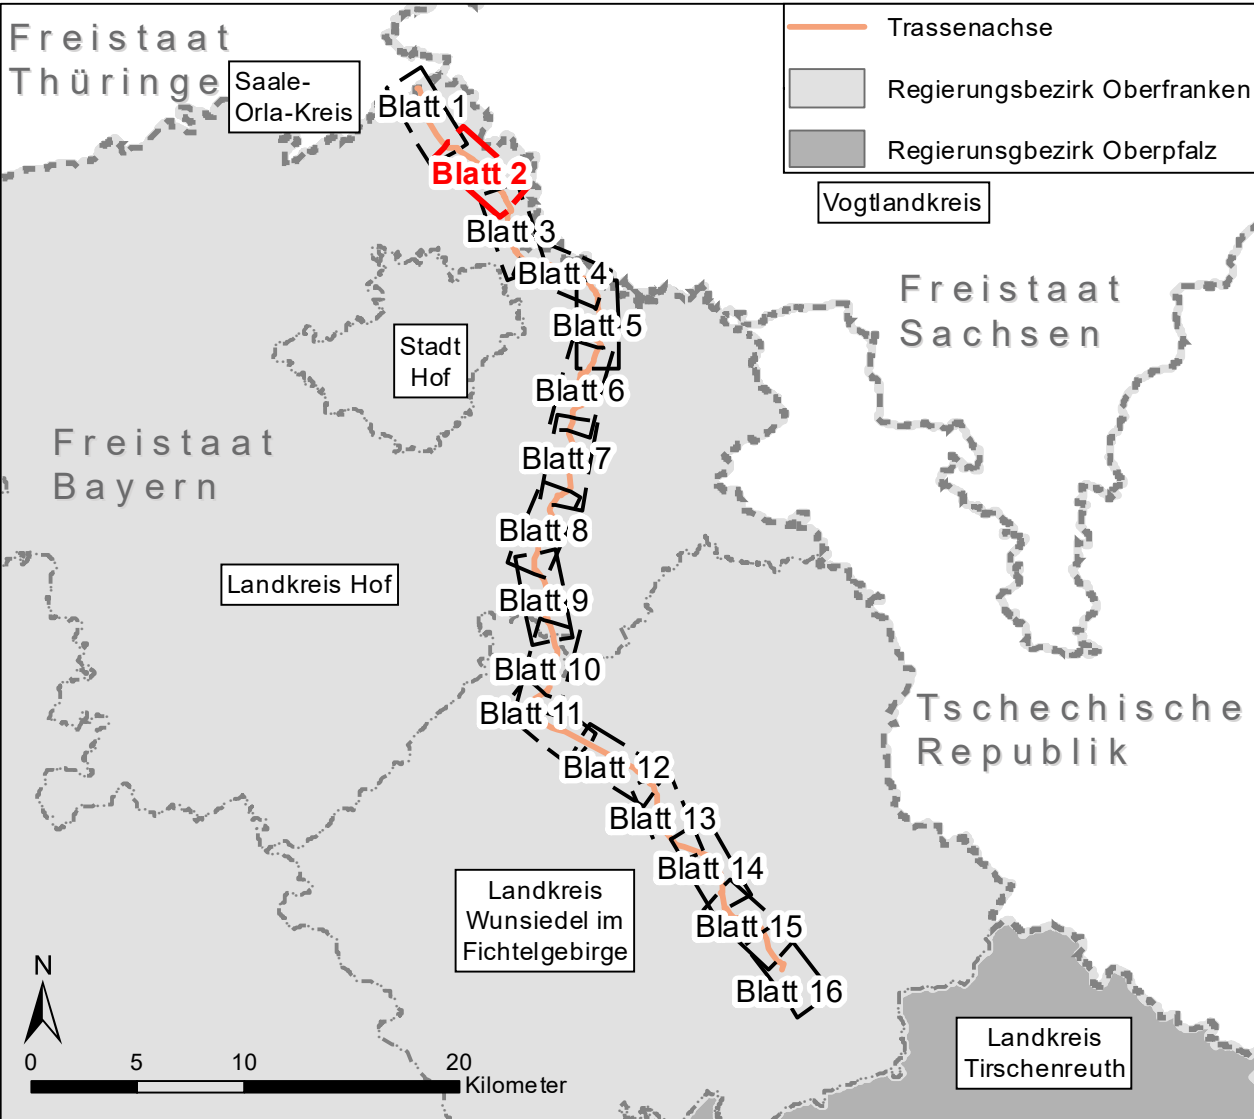 Freistaat
Thüringe
Saale-
Orla-Kreis
Trassenachse
Regierungsbezirk Oberfranken
Regierunsgbezirk Oberpfalz
Vogtlandkreis
Freistaat
Sachsen
Blatt 1
Blatt 2
Blatt 3
Blatt 4
Blatt 5
Stadt
Hof
Blatt 6
Freistaat
Bayern
Blatt 7
Blatt 8
Landkreis Hof
Blatt 9
Blatt 10
Blatt 11
Tschechische
Republik
Blatt 12
Blatt 13
Blatt 14
Landkreis
Wunsiedel im
Fichtelgebirge
Blatt 15
Blatt 16
N
0 5 10 20
Kilometer
Landkreis
Tirschenreuth